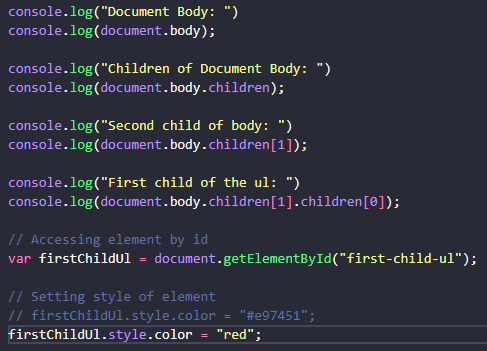 console.log("Document Body: ")
console.log(document.body);
console.log("Children of Document Body: ")
console.log(document.body.children);
console.log("Second child of body: ")
console.log(document.body.children[1]);
console.log("First child of the ul: ")
console.log(document.body.children[1].children[0]);
// Accessing element by id
var firstChildUl = document.getElementById("first-child-ul");
// Setting style of element
// firstChildUl.style.color = "#e97451";
firstChildUl.style.color = "red";